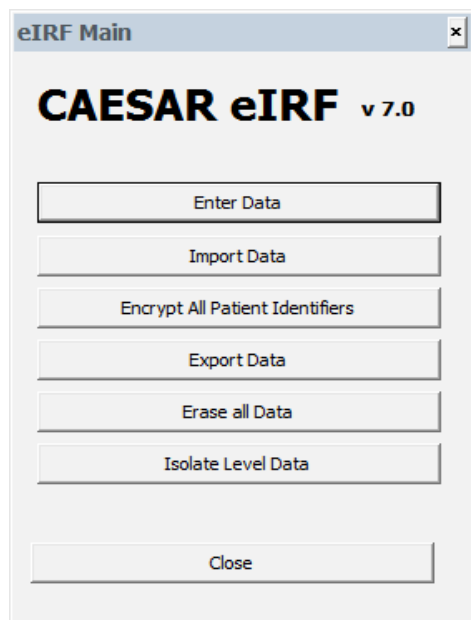 eIRF Main
CAESAR eIRF v 7.0
Enter Data
Import Data
Encrypt All Patient Identifiers
Export Data
Erase all Data
Isolate Level Data
Close